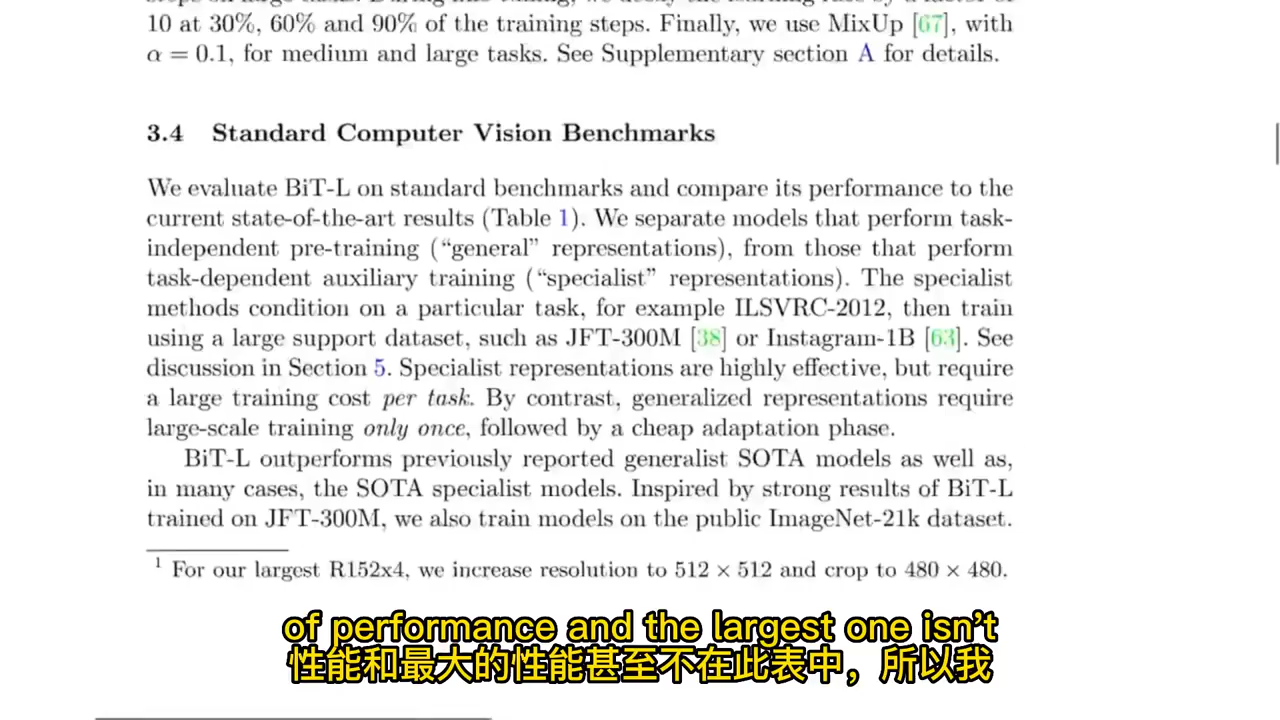 10 at 30%, 60% and 90% of the training steps. Finally, we use MixUp [67], with
α = 0.1, for medium and large tasks. See Supplementary section A for details.
3.4 Standard Computer Vision Benchmarks
We evaluate BiT-L on standard benchmarks and compare its performance to the
current state-of-the-art results (Table 1). We separate models that perform task-
independent pre-training (“general” representations), from those that perform
task-dependent auxiliary training (“specialist” representations). The specialist
methods condition on a particular task, for example ILSVRC-2012, then train
using a large support dataset, such as JFT-300M [38] or Instagram-1B [63]. See
discussion in Section 5. Specialist representations are highly effective, but require
a large training cost per task. By contrast, generalized representations require
large-scale training only once, followed by a cheap adaptation phase.
BiT-L outperforms previously reported generalist SOTA models as well as,
in many cases, the SOTA specialist models. Inspired by strong results of BiT-L
trained on JFT-300M, we also train models on the public ImageNet-21k dataset.
1 For our largest R152x4, we increase resolution to 512 × 512 and crop to 480 × 480.
of performance and the largest one isn't
性能和最大的性能甚至不在此表中，所以我